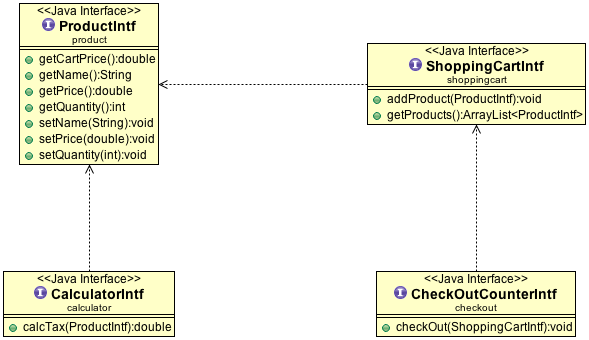 <<Java Interface>>
ProductIntf
product
getCartPrice():double
getName():String
getPrice():double
getQuantity():int
setName(String):void
setPrice(double):void
setQuantity(int):void
<<Java Interface>>
ShoppingCartIntf
shoppingcart
addProduct(ProductIntf):void
getProducts():ArrayList<ProductIntf>
<<Java Interface>>
CalculatorIntf
calculator
calcTax(ProductIntf):double
<<Java Interface>>
CheckOutCounterIntf
checkout
checkOut(ShoppingCartIntf):void